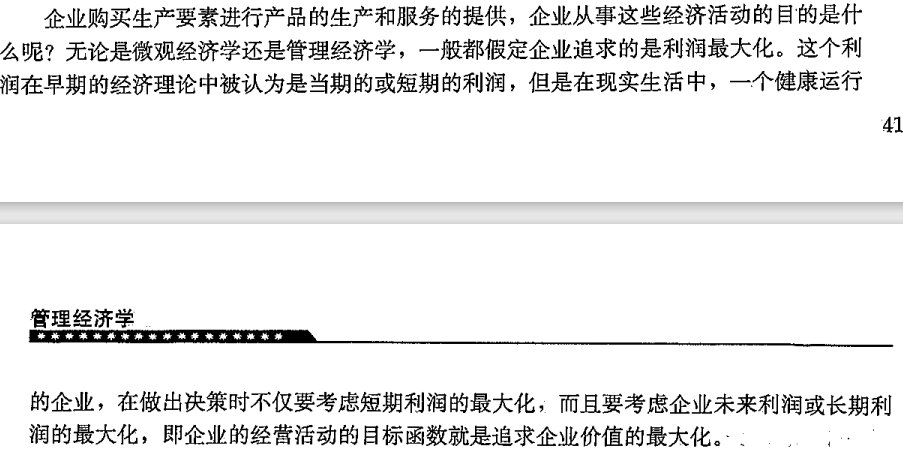 企业购买生产要素进行产品的生产和服务的提供，企业从事这些经济活动的目的是什
么呢？无论是微观经济学还是管理经济学，一般都假定企业追求的是利润最大化。这个利
润在早期的经济理论中被认为是当期的或短期的利润，但是在现实生活中，一个健康运行
41
管理经济学
的企业，在做出决策时不仅要考虑短期利润的最大化，而且要考虑企业未来利润或长期利
润的最大化，即企业的经营活动的目标函数就是追求企业价值的最大化。